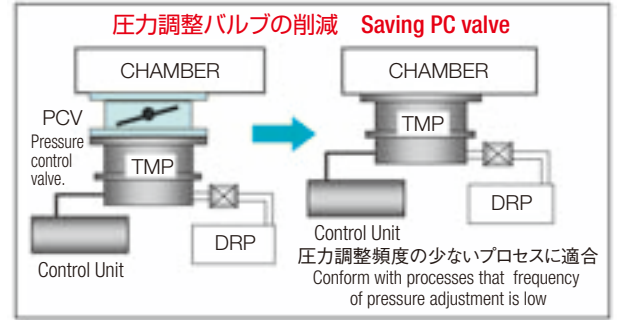 圧力調整バルブの削減 Saving PC valve
CHAMBER
PCV
Pressure
control
valve.
TMP
DRP
Control Unit
CHAMBER
TMP
DRP
Control Unit
圧力調整頻度の少ないプロセスに適合
Conform with processes that frequency
of pressure adjustment is low